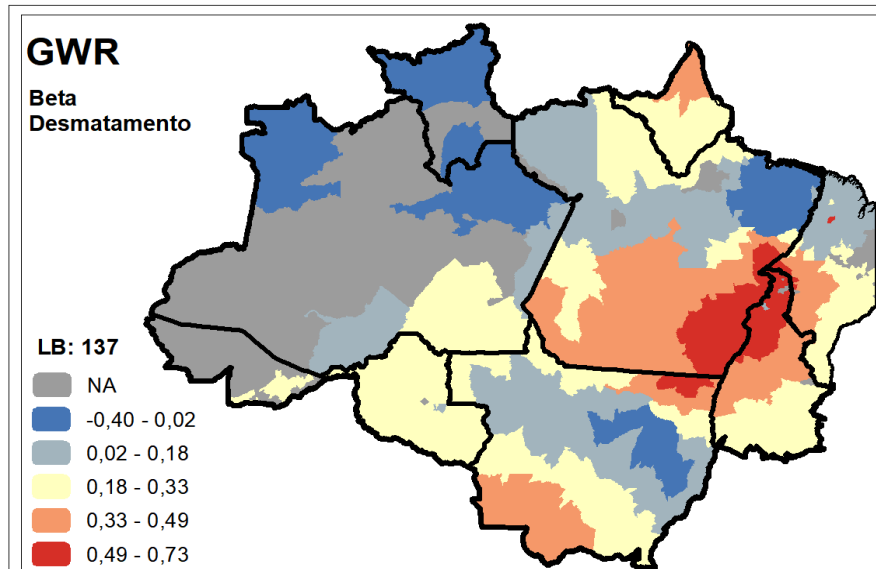 GWR
Beta
Desmatamento
LB: 137
NA
-0,40 - 0,02
0,02 - 0,18
0,18 - 0,33
0,33 - 0,49
0,49 - 0,73